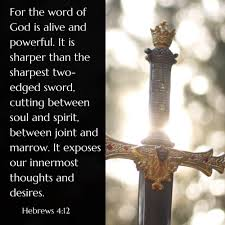 For the word of
God is alive and
powerful. It is
sharper than the
sharpest two-
edged sword,
cutting between
soul and spirit,
between joint and
marrow. It exposes
our innermost
thoughts and
desires.
Hebrews 4:12